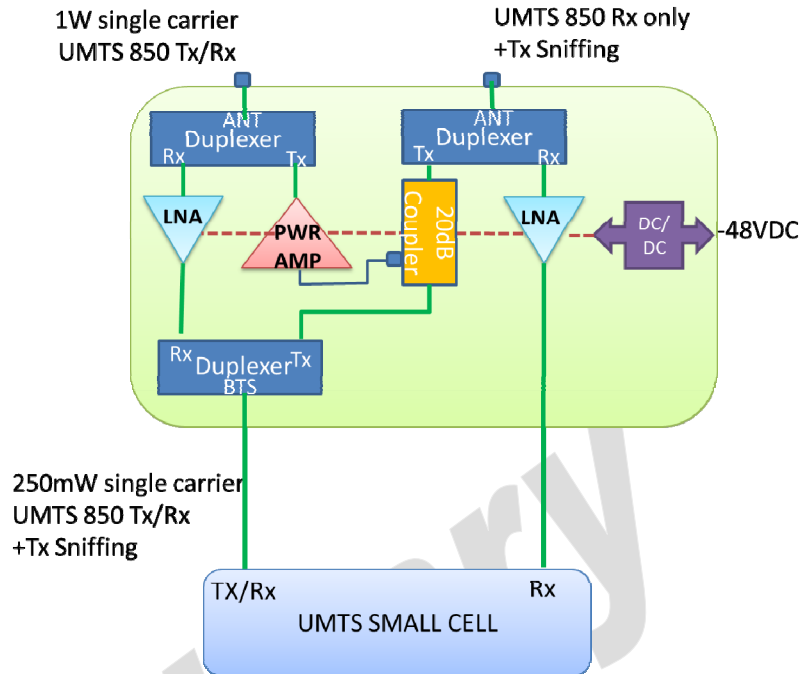 1W single carrier
UMTS 850 Tx/Rx
UMTS 850 Rx only
+Tx Sniffing
ANT
Duplexer
Rx
Tx
ANT
Duplexer
Tx
Rx
LNA
PWR
AMP
20dB
Coupler
LNA
DC/
DC
-48VDC
Rx
Duplexer
Tx
BTS
250mW single carrier
UMTS 850 Tx/Rx
+Tx Sniffing
TX/Rx
Rx
UMTS SMALL CELL